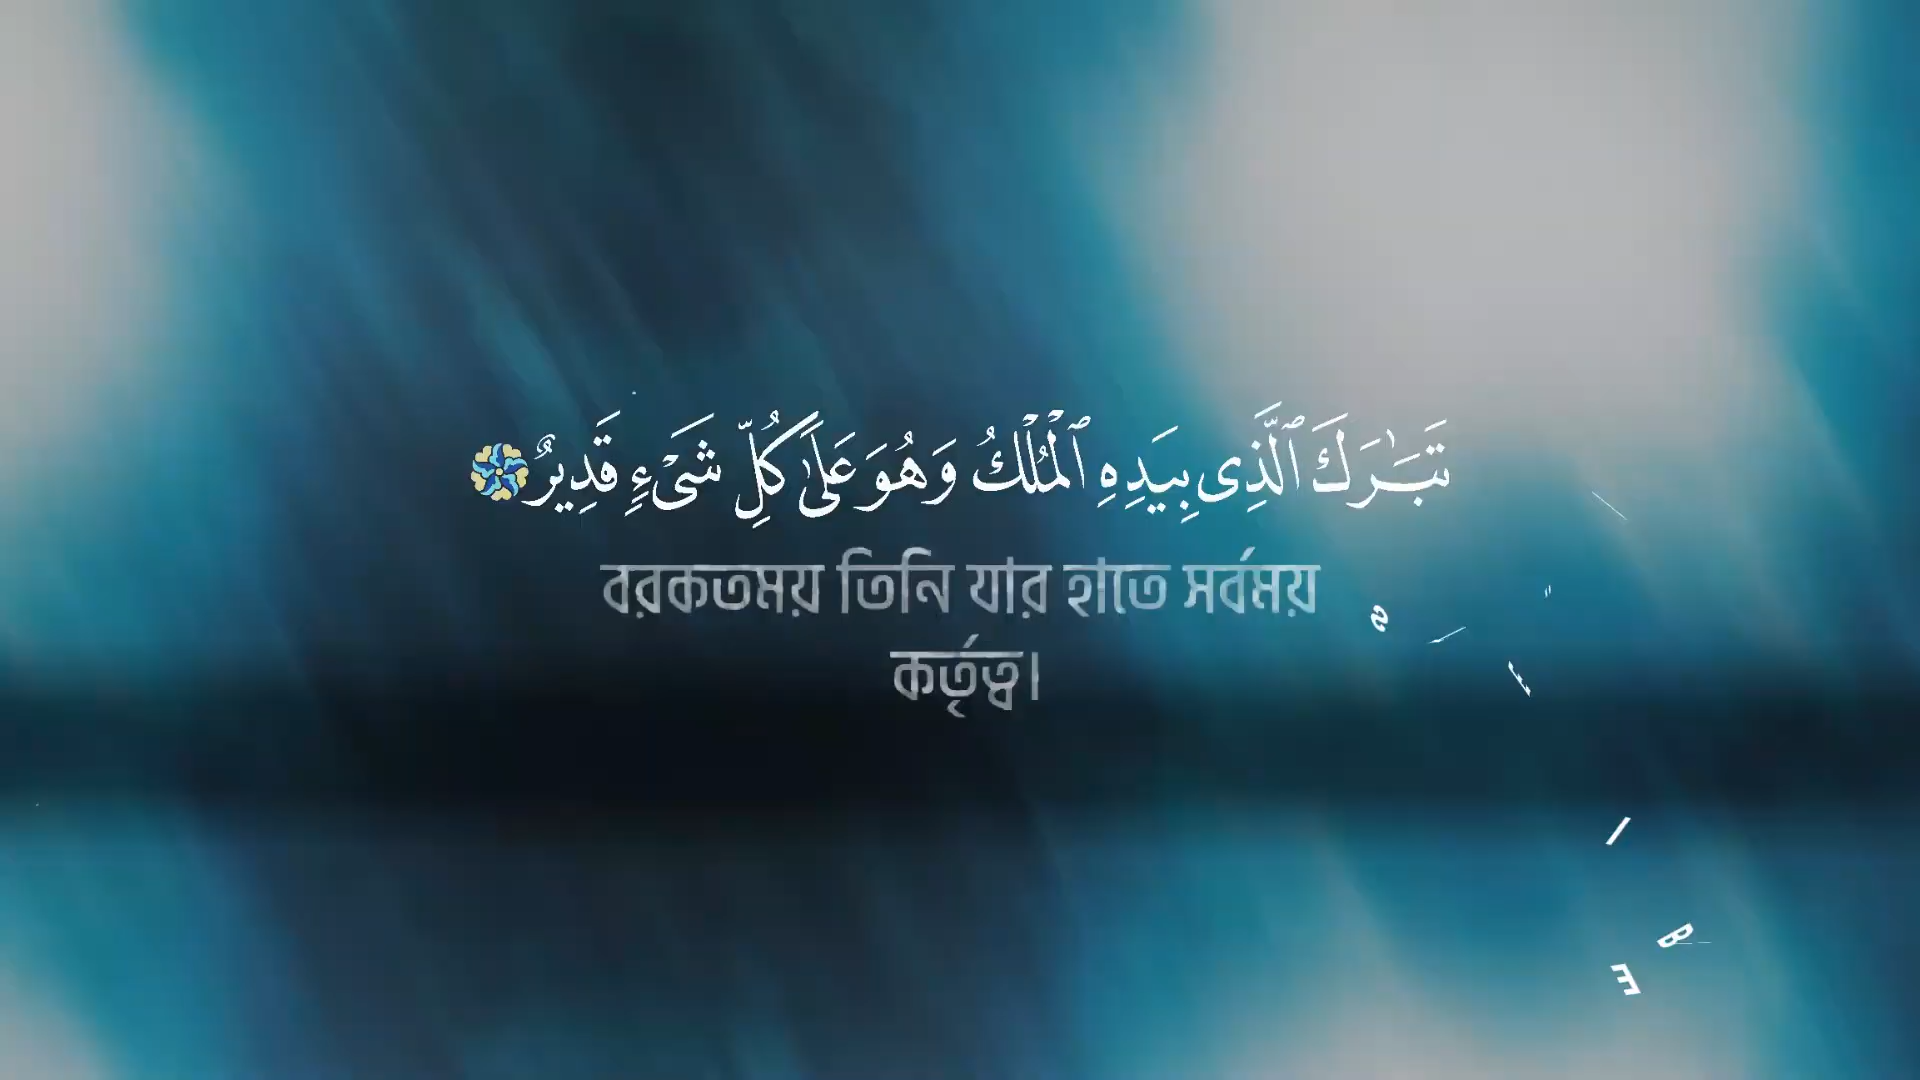 تَبَـٰرَكَ ٱلَّذِى بِيَدِهِ ٱلْمُلْكُ وَهُوَ عَلَىٰ كُلِّ شَىْءٍ قَدِيرٌ
বরকতময় তিনি যার হাতে সর্বময়
কর্তৃত্ব।